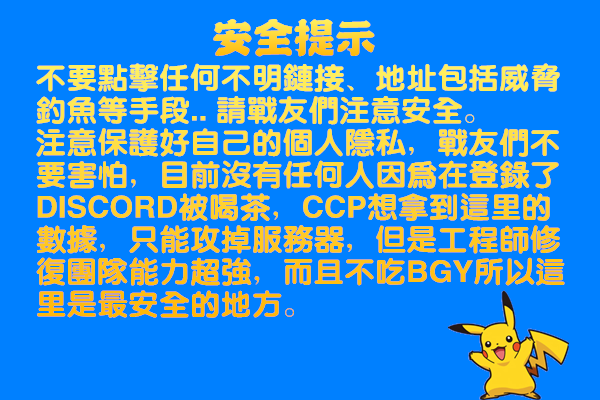 安全提示
不要點擊任何不明鏈接、地址包括威脅
釣魚等手段.. 請戰友們注意安全。
注意保護好自己的個人隱私，戰友們不
要害怕，目前沒有任何人因爲在登錄了
DISCORD被喝茶，CCP想拿到這里的
數據，只能攻掉服務器，但是工程師修
復團隊能力超強，而且不吃BGY所以這
里是最安全的地方。